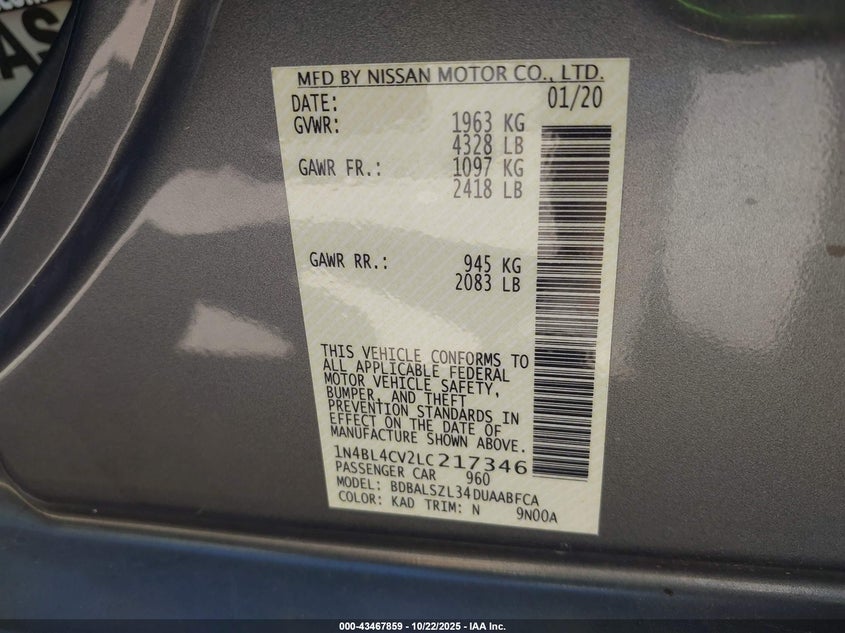 MFD BY NISSAN MOTOR CO., LTD.
DATE: 01/20
GVWR: 1963 KG
4328 LB
GAWR FR.: 1097 KG
2418 LB
GAWR RR.: 945 KG
2083 LB
THIS VEHICLE CONFORMS TO
ALL APPLICABLE FEDERAL
MOTOR VEHICLE SAFETY,
BUMPER, AND THEFT
PREVENTION STANDARDS IN
EFFECT ON THE DATE OF
MANUFACTURE SHOWN ABOVE.
1N4BL4CV2LC217346
PASSENGER CAR 960
MODEL: BDBALSZL34DUAABFCA
COLOR: KAD TRIM: N 9N00A
000-43467859 | 10/22/2025 - IAA Inc.